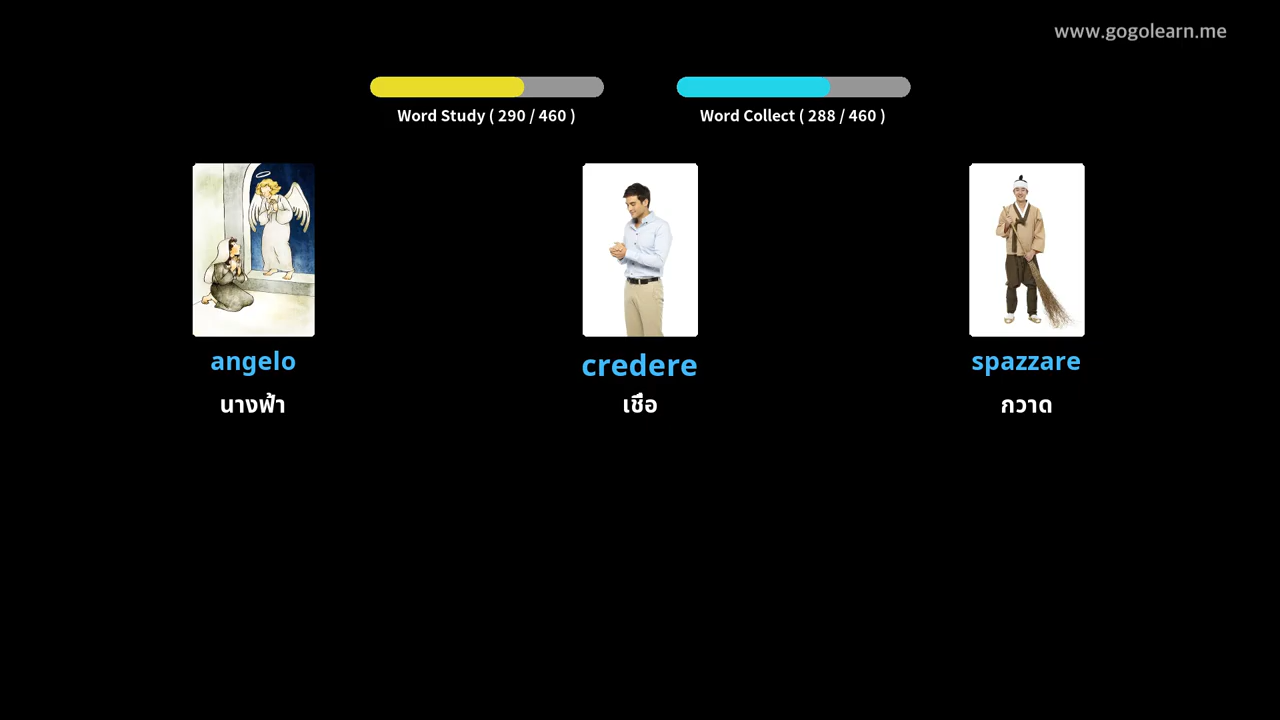 www.gogolearn.me
Word Study ( 290 / 460 )
Word Collect ( 288 / 460 )
angelo
credere
spazzare
นางฟ้า
เชื่อ
กวาด